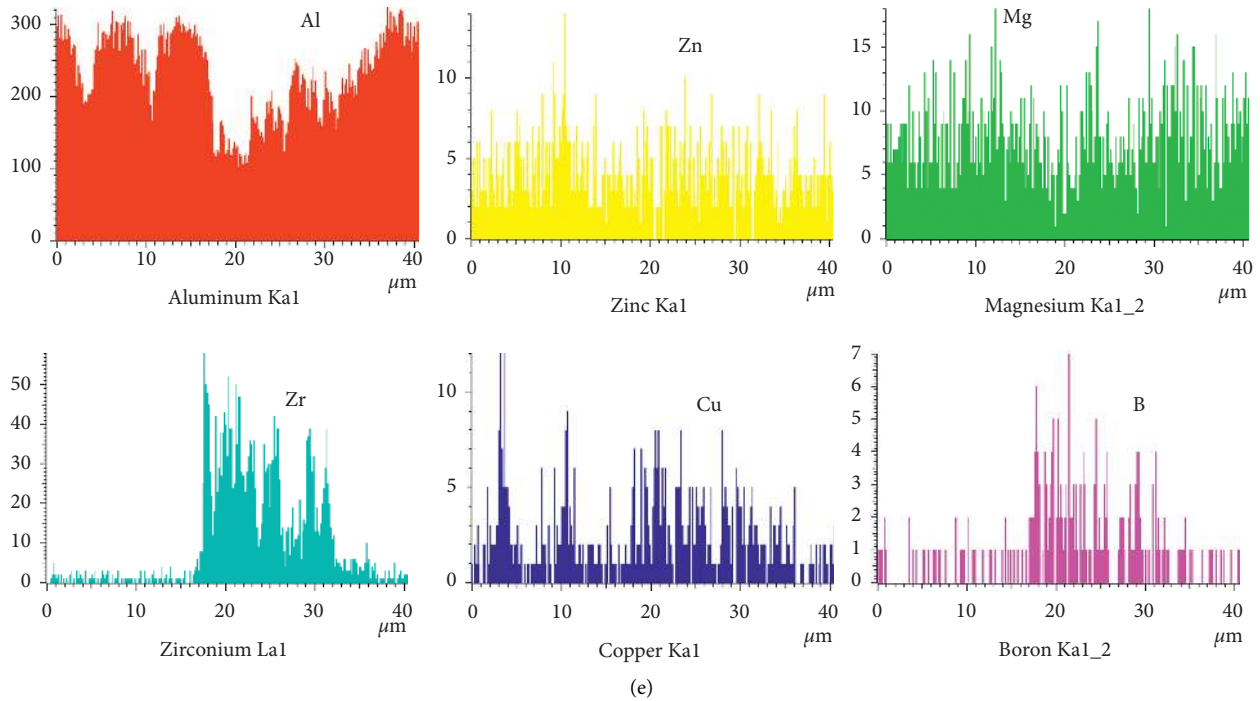 Al
300
200
100
0
0 10 20 30 40
µm
Aluminum Ka1
Zn
10
5
0
0 10 20 30 40
µm
Zinc Ka1
Mg
15
10
5
0
0 10 20 30 40
µm
Magnesium Ka1_2
Zr
50
40
30
20
10
0
0 10 20 30 40
µm
Zirconium La1
Cu
10
5
0
0 10 20 30 40
µm
Copper Ka1
B
7
6
5
4
3
2
1
0
0 10 20 30 40
µm
Boron Ka1_2
(e)